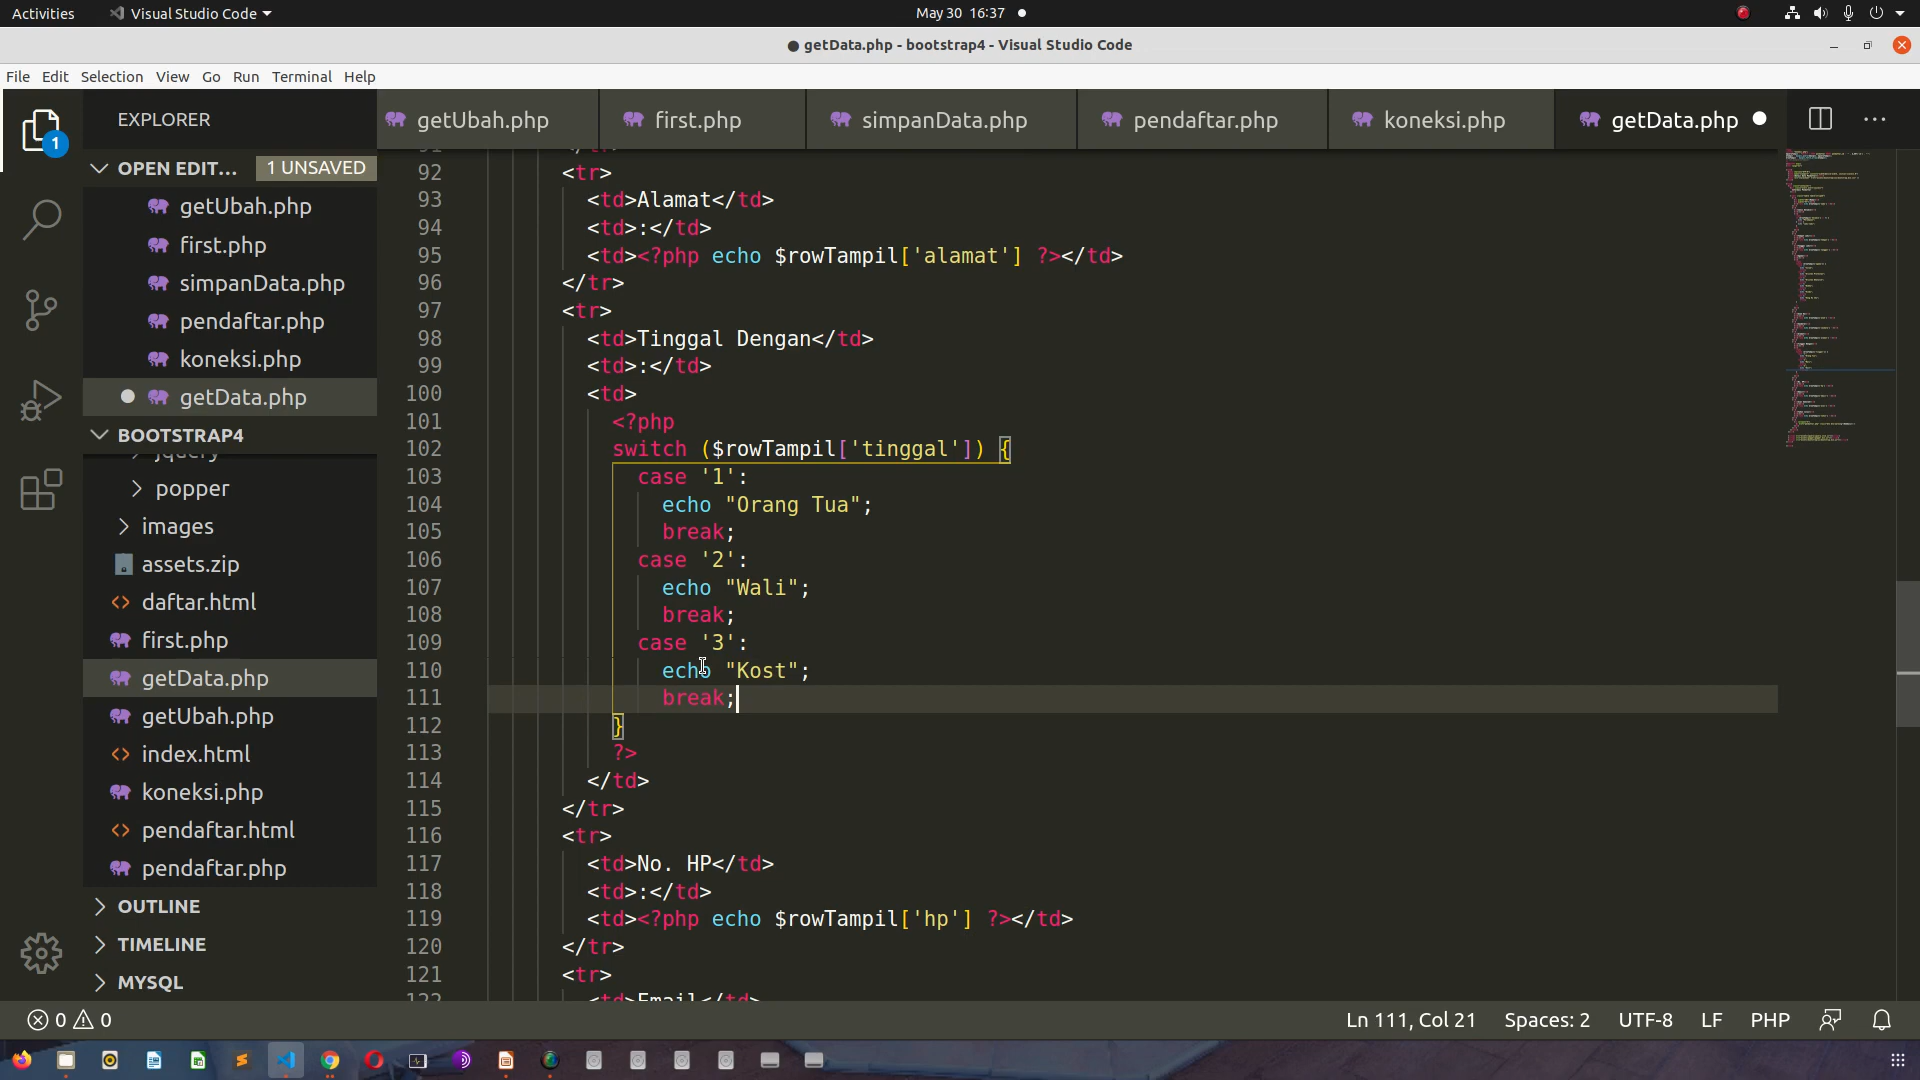 Activities
Visual Studio Code
May 30 16:37
● getData.php - bootstrap4 - Visual Studio Code
File Edit Selection View Go Run Terminal Help
1
EXPLORER
OPEN EDIT...
1 UNSAVED
getUbah.php
first.php
simpanData.php
pendaftar.php
koneksi.php
getData.php
BOOTSTRAP4
jquery
popper
images
assets.zip
daftar.html
first.php
getData.php
getUbah.php
index.html
koneksi.php
pendaftar.html
pendaftar.php
OUTLINE
TIMELINE
MYSQL
getUbah.php
first.php
simpanData.php
pendaftar.php
koneksi.php
getData.php
91 </tr>
92 <tr>
93 <td>Alamat</td>
94 <td>:</td>
95 <td><?php echo $rowTampil['alamat'] ?></td>
96 </tr>
97 <tr>
98 <td>Tinggal Dengan</td>
99 <td>:</td>
100 <td>
101 <?php
102 switch ($rowTampil['tinggal']) {
103 case '1':
104 echo "Orang Tua";
105 break;
106 case '2':
107 echo "Wali";
108 break;
109 case '3':
110 echo "Kost";
111 break;
112 }
113 ?>
114 </td>
115 </tr>
116 <tr>
117 <td>No. HP</td>
118 <td>:</td>
119 <td><?php echo $rowTampil['hp'] ?></td>
120 </tr>
121 <tr>
122 <td>Email</td>
0 0
Ln 111, Col 21
Spaces: 2
UTF-8
LF
PHP